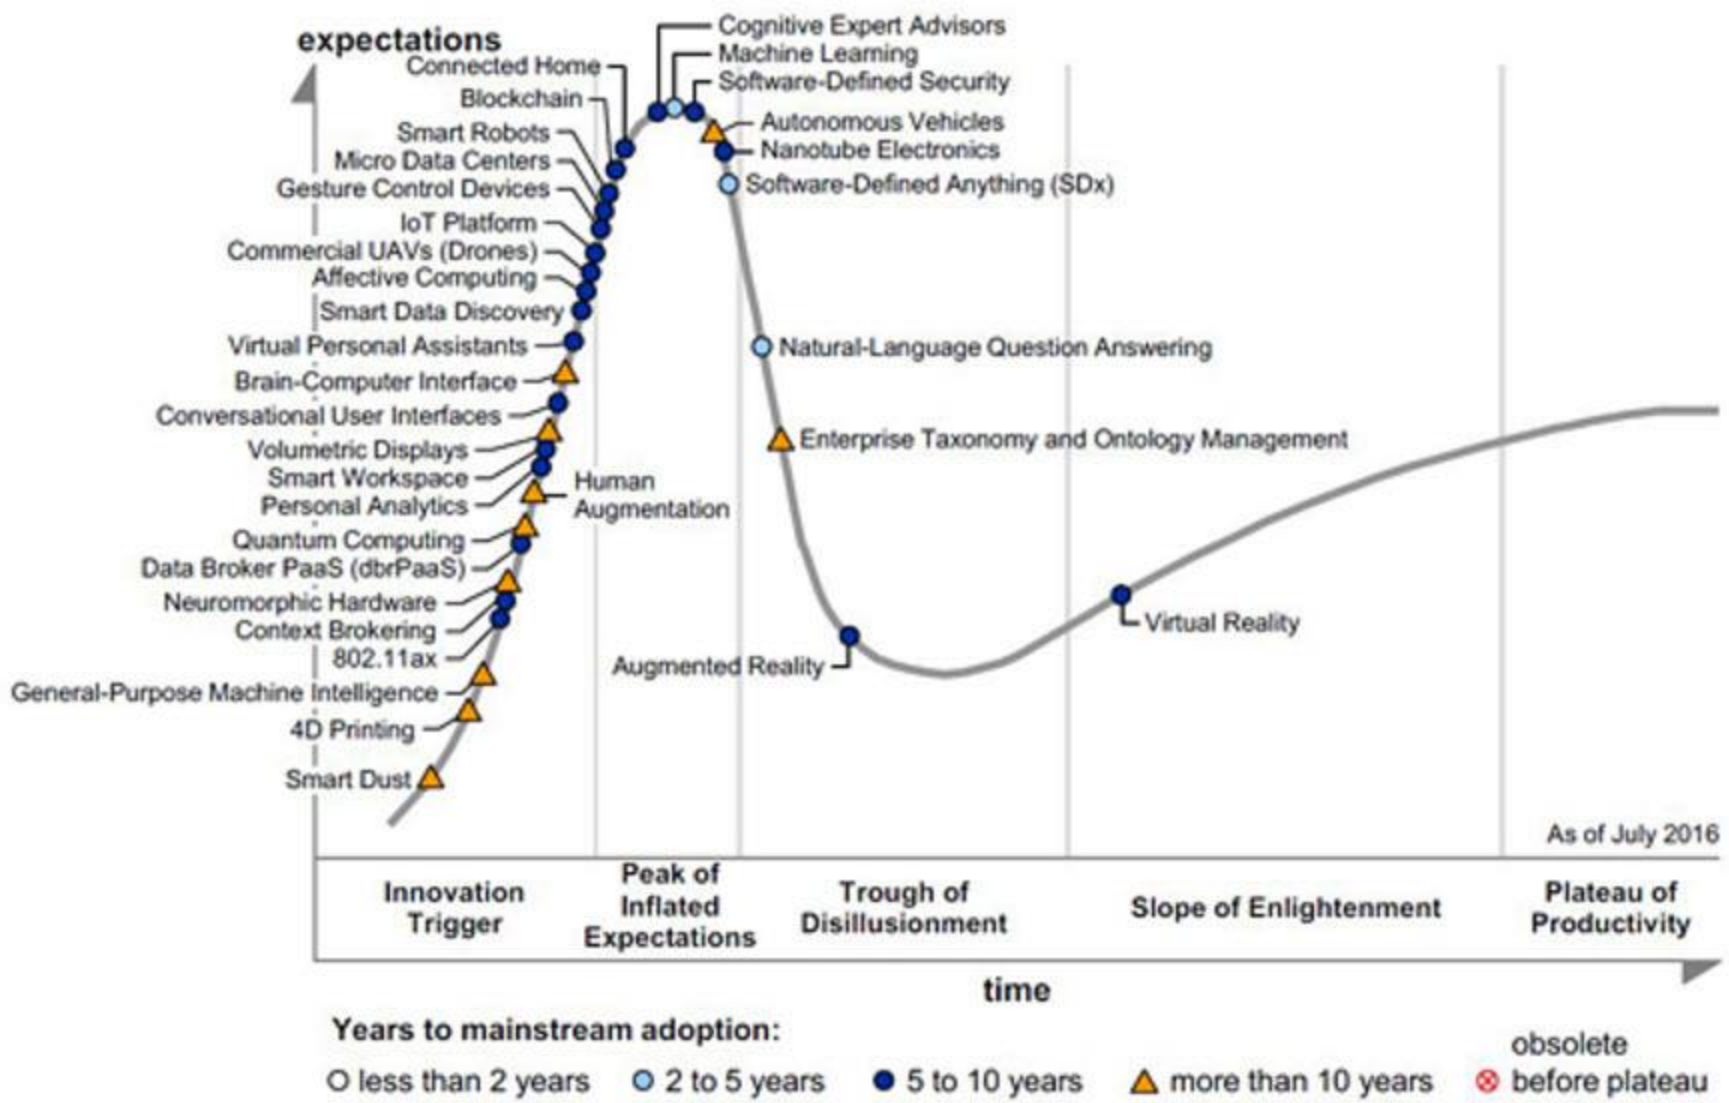 expectations
Cognitive Expert Advisors
Machine Learning
Software-Defined Security
Autonomous Vehicles
Nanotube Electronics
Software-Defined Anything (SDx)
Connected Home
Blockchain
Smart Robots
Micro Data Centers
Gesture Control Devices
IoT Platform
Commercial UAVs (Drones)
Affective Computing
Smart Data Discovery
Virtual Personal Assistants
Brain-Computer Interface
Conversational User Interfaces
Volumetric Displays
Smart Workspace
Personal Analytics
Quantum Computing
Data Broker PaaS (dbrPaaS)
Neuromorphic Hardware
Context Brokering
802.11ax
General-Purpose Machine Intelligence
4D Printing
Smart Dust
Human
Augmentation
Natural-Language Question Answering
Enterprise Taxonomy and Ontology Management
Augmented Reality
Virtual Reality
As of July 2016
Innovation
Trigger
Peak of
Inflated
Expectations
Trough of
Disillusionment
Slope of Enlightenment
Plateau of
Productivity
time
Years to mainstream adoption:
less than 2 years
2 to 5 years
5 to 10 years
more than 10 years
obsolete
before plateau